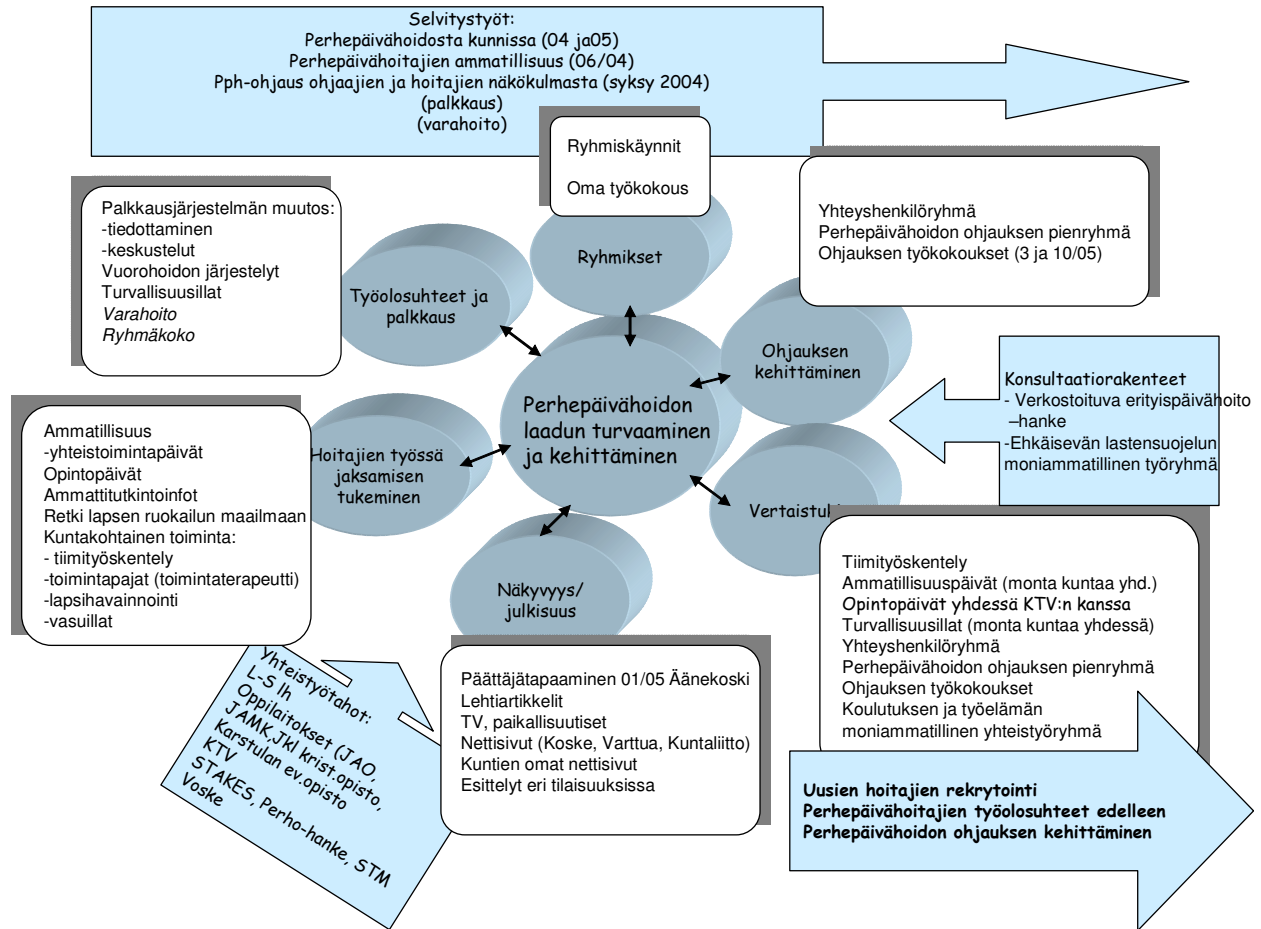 Selvitystyöt:
Perhepäivähoidosta kunnissa (04 ja05)
Perhepäivähoitajien ammatillisuus (06/04)
Pph-ohjaus ohjaajien ja hoitajien näkökulmasta (syksy 2004)
(palkkaus)
(varahoito)
Ryhmiskäynnit
Oma työkokous
Ryhmikset
Palkkausjärjestelmän muutos:
-tiedottaminen
-keskustelut
Vuorohoidon järjestelyt
Turvallisuusillat
Varahoito
Ryhmäkoko
Työolosuhteet ja
palkkaus
Yhteyshenkilöryhmä
Perhepäivähoidon ohjauksen pienryhmä
Ohjauksen työkokoukset (3 ja 10/05)
Ohjauksen
kehittäminen
Konsultaatiorakenteet
- Verkostoituva erityispäivähoito
–hanke
-Ehkäisevän lastensuojelun
moniammatillinen työryhmä
Perhepäivähoidon
laadun turvaaminen
ja kehittäminen
Ammatillisuus
-yhteistoimintapäivät
Opintopäivät
Ammattitutkintoinfot
Retki lapsen ruokailun maailmaan
Kuntakohtainen toiminta:
- tiimityöskentely
-toimintapajat (toimintaterapeutti)
-lapsihavainnointi
-vasuillat
Hoitajien työssä
jaksamisen
tukeminen
Vertaistuki
Tiimityöskentely
Ammatillisuuspäivät (monta kuntaa yhd.)
Opintopäivät yhdessä KTV:n kanssa
Turvallisuusillat (monta kuntaa yhdessä)
Yhteyshenkilöryhmä
Perhepäivähoidon ohjauksen pienryhmä
Ohjauksen työkokoukset
Koulutuksen ja työelämän
moniammatillinen yhteistyöryhmä
Näkyvyys/
julkisuus
Päättäjätapaaminen 01/05 Äänekoski
Lehtiartikkelit
TV, paikallisuutiset
Nettisivut (Koske, Varttua, Kuntaliitto)
Kuntien omat nettisivut
Esittelyt eri tilaisuuksissa
Yhteistyötahot:
L-S lh
Oppilaitokset (JAO,
JAMK,Jkl krist.opisto,
Karstulan ev.opisto
KTV
STAKES, Perho-hanke, STM
Voske
Uusien hoitajien rekrytointi
Perhepäivähoitajien työolosuhteet edelleen
Perhepäivähoidon ohjauksen kehittäminen